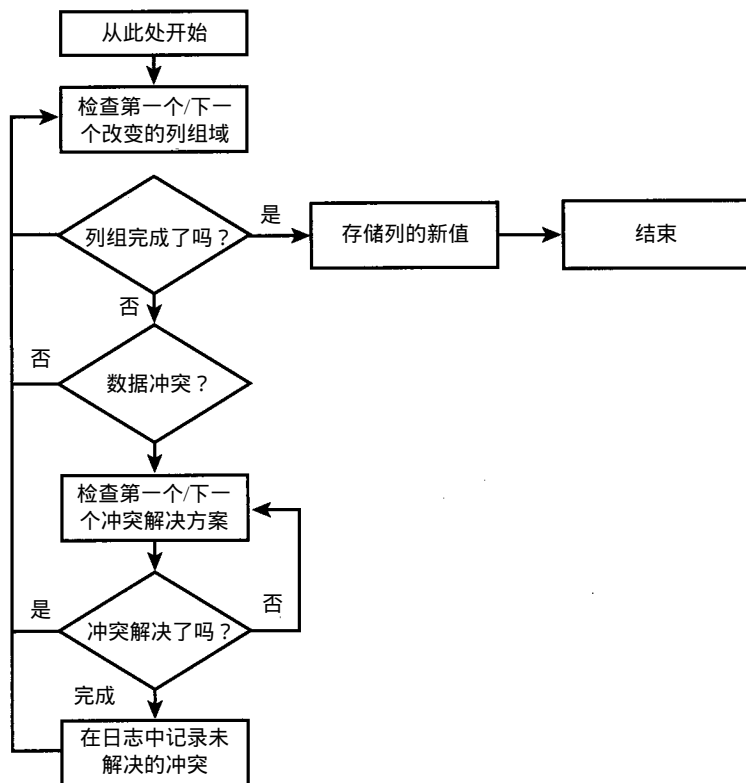 从此处开始
检查第一个/下一
个改变的列组域
列组完成了吗？
是
存储列的新值
结束
否
否
数据冲突？
检查第一个/下一
个冲突解决方案
是
冲突解决了吗？
否
完成
在日志中记录未
解决的冲突